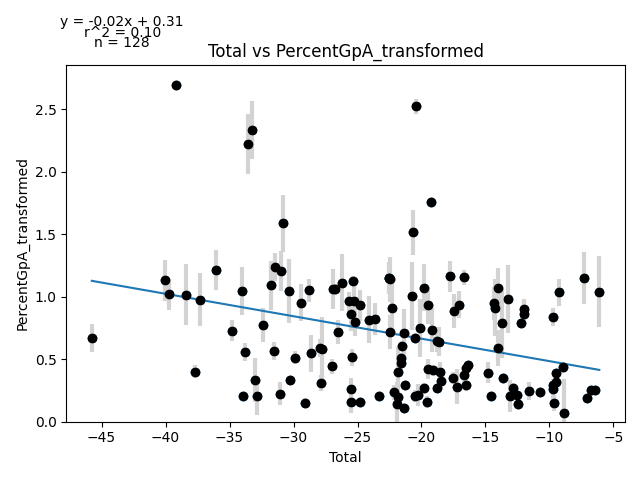 y = -0.02x + 0.31
r^2 = 0.10
n = 128
Total vs PercentGpA_transformed
PercentGpA_transformed
2.5
2.0
1.5
1.0
0.5
0.0
−45 −40 −35 −30 −25 −20 −15 −10 −5
Total